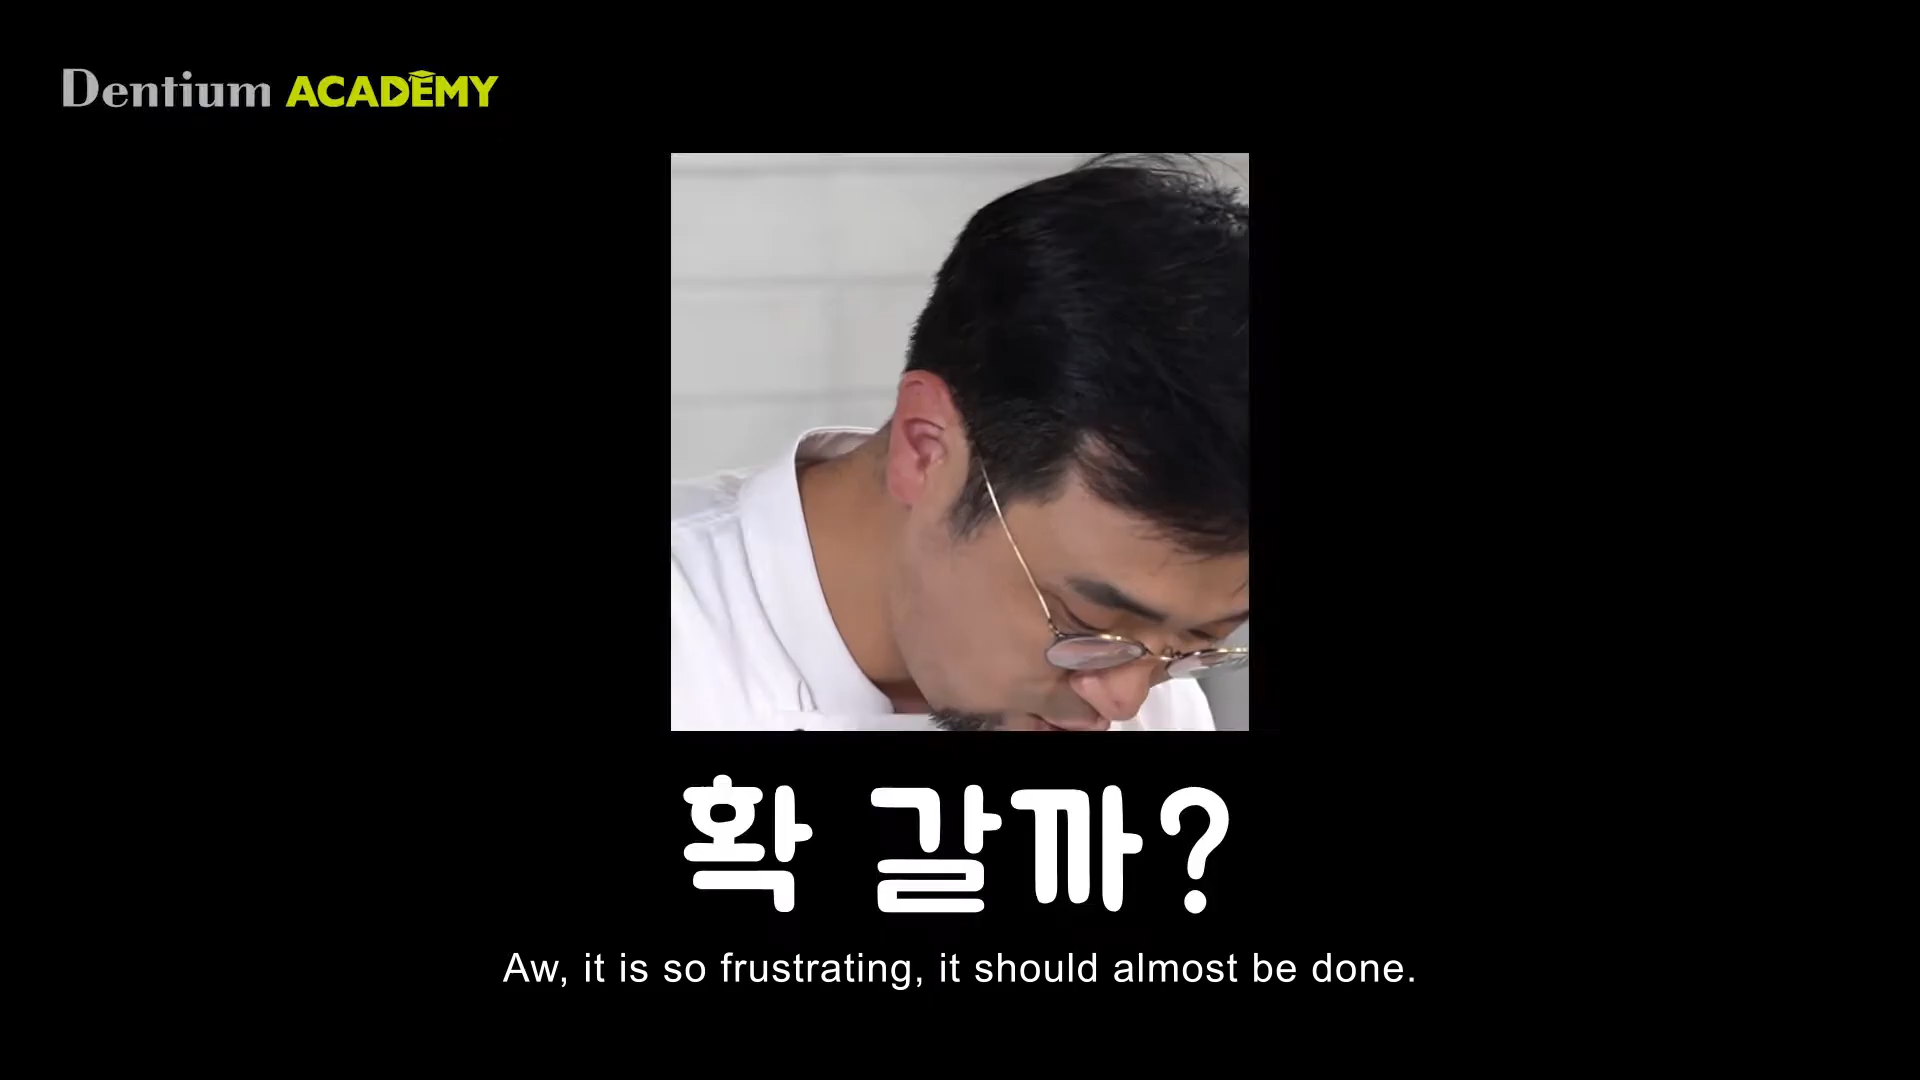 Dentium ACADEMY
확 갈까?
Aw, it is so frustrating, it should almost be done.